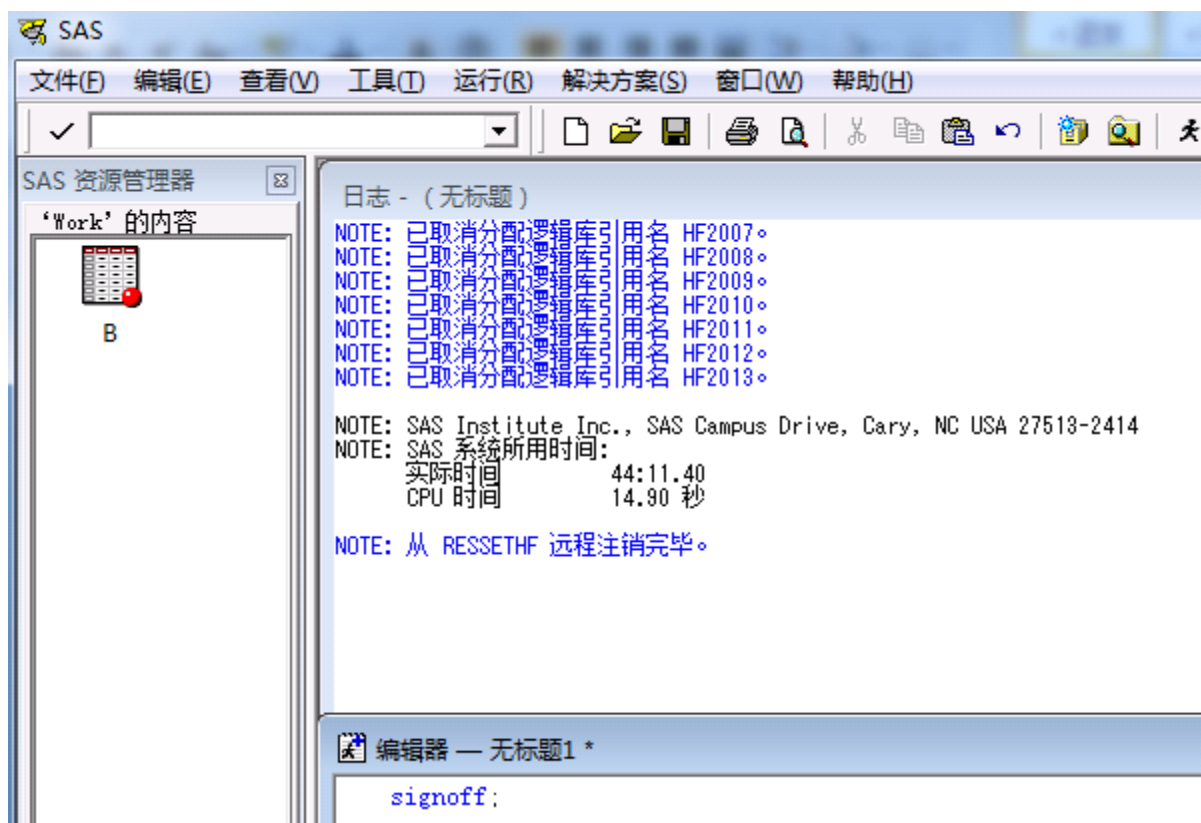 SAS
文件(F) 编辑(E) 查看(V) 工具(T) 运行(R) 解决方案(S) 窗口(W) 帮助(H)
SAS 资源管理器
‘Work’的内容
B
日志 - （无标题）
NOTE: 已取消分配逻辑库引用名 HF2007。
NOTE: 已取消分配逻辑库引用名 HF2008。
NOTE: 已取消分配逻辑库引用名 HF2009。
NOTE: 已取消分配逻辑库引用名 HF2010。
NOTE: 已取消分配逻辑库引用名 HF2011。
NOTE: 已取消分配逻辑库引用名 HF2012。
NOTE: 已取消分配逻辑库引用名 HF2013。
NOTE: SAS Institute Inc., SAS Campus Drive, Cary, NC USA 27513-2414
NOTE: SAS 系统所用时间:
实际时间 44:11.40
CPU 时间 14.90 秒
NOTE: 从 RESSETHF 远程注销完毕。
编辑器 — 无标题1 *
signoff;